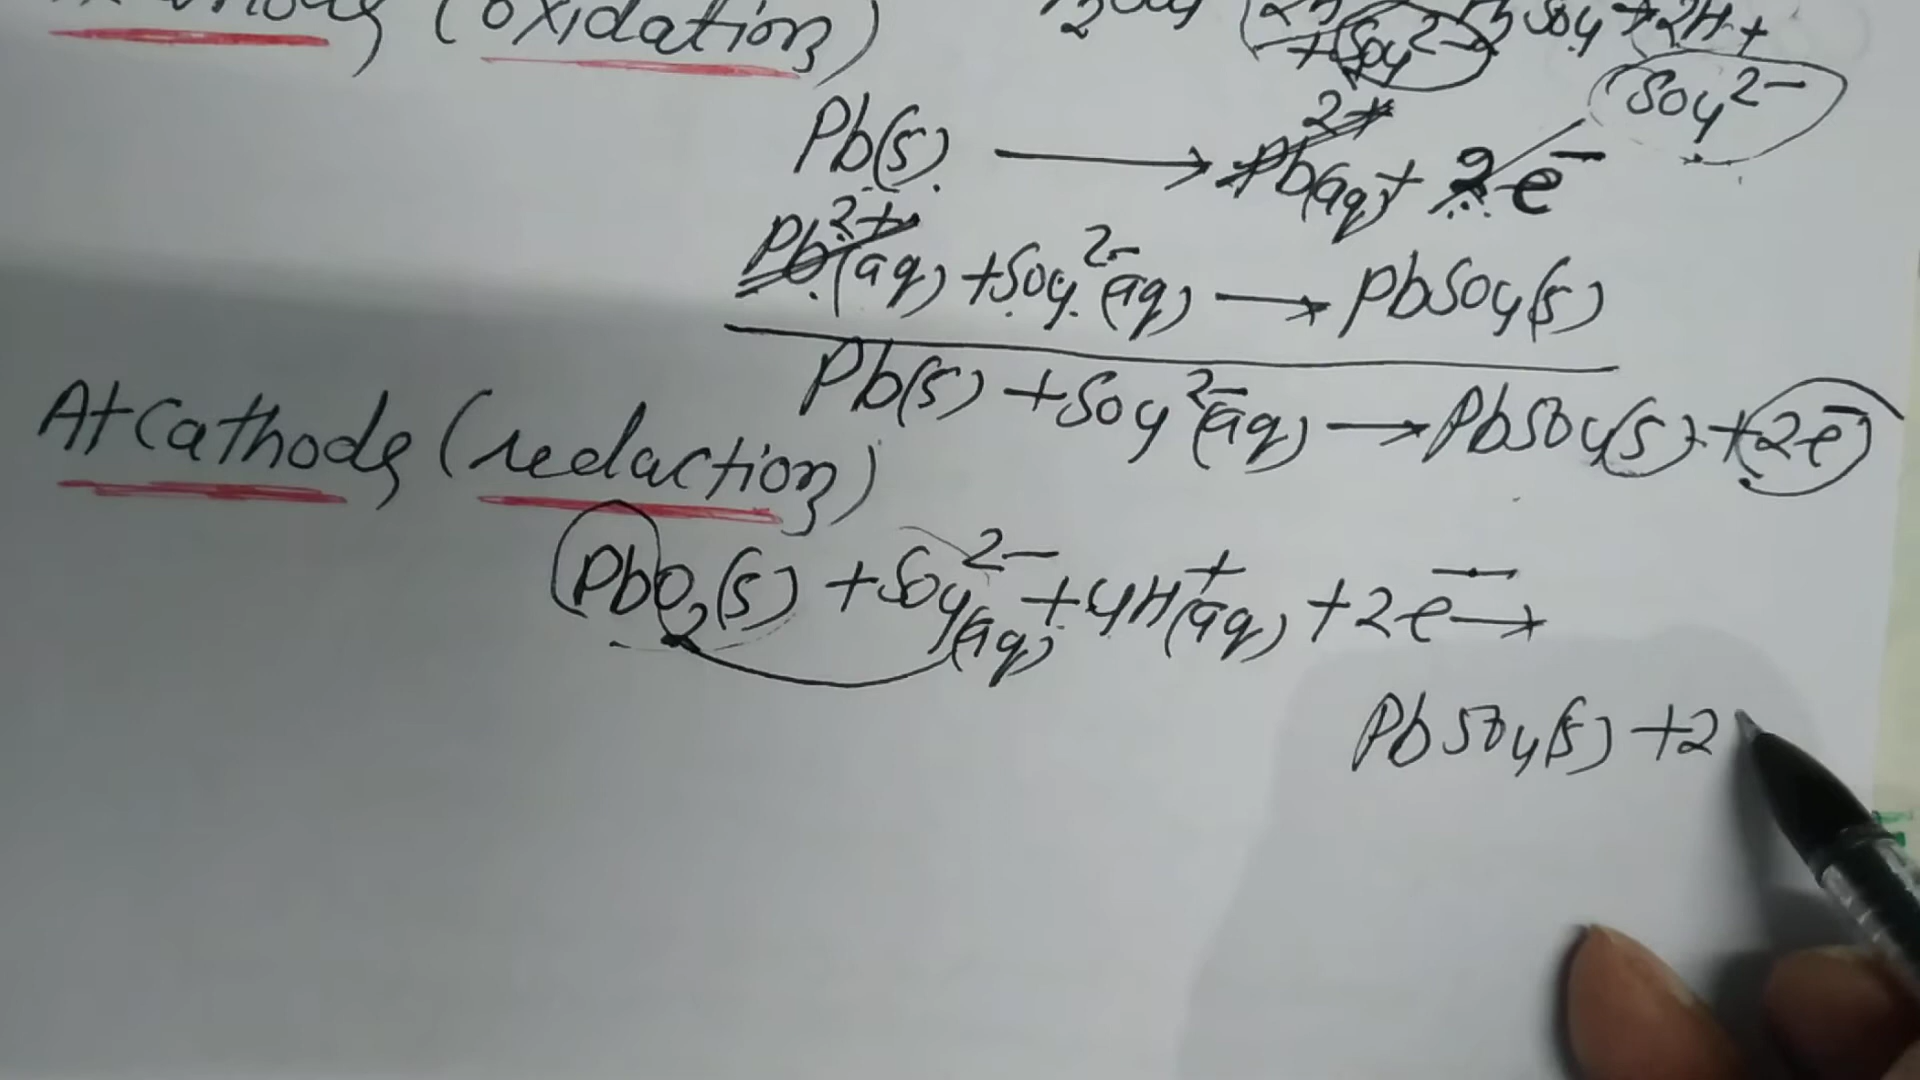 (oxidation)
SO4 2-
Pb(s) → Pb2+(aq) + 2e-
Pb2+(aq) + SO4 2-(aq) → PbSO4(s)
Pb(s) + SO4 2-(aq) → PbSO4(s) + 2e-
At Cathode (reduction)
PbO2(s) + SO4 2-(aq) + 4H+(aq) + 2e- →
PbSO4(s) + 2